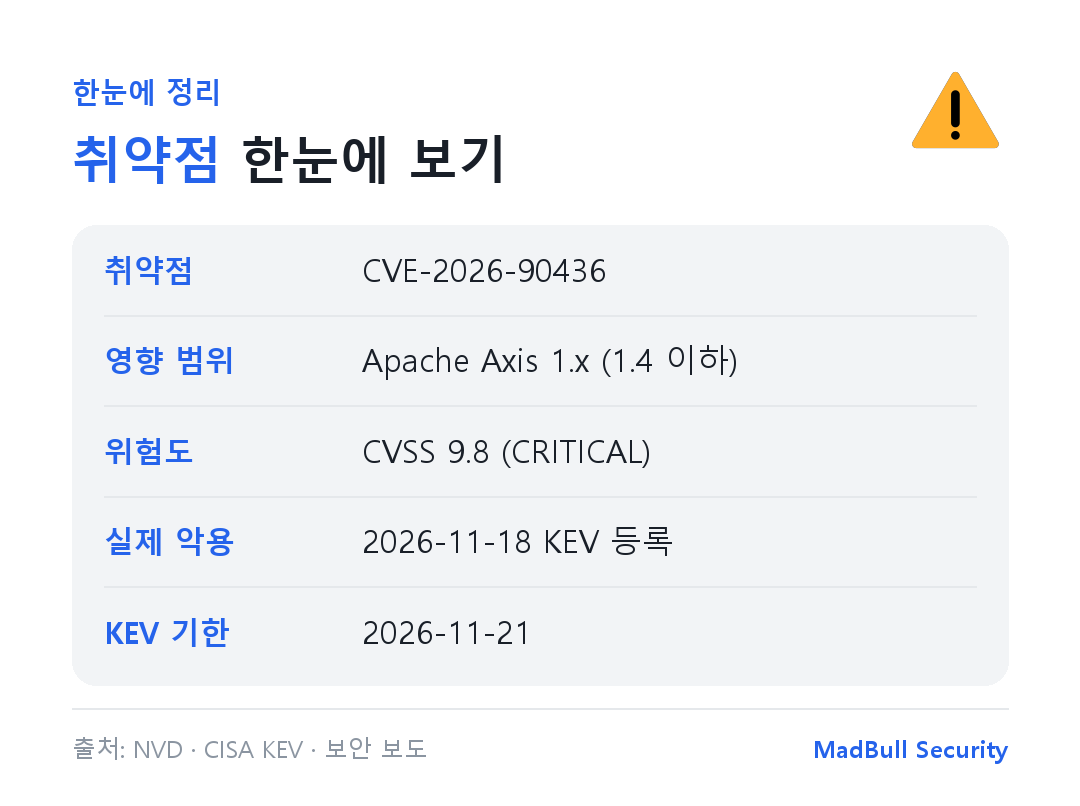 한눈에 정리
취약점 한눈에 보기
취약점 CVE-2026-90436
영향 범위 Apache Axis 1.x (1.4 이하)
위험도 CVSS 9.8 (CRITICAL)
실제 악용 2026-11-18 KEV 등록
KEV 기한 2026-11-21
출처: NVD · CISA KEV · 보안 보도 MadBull Security